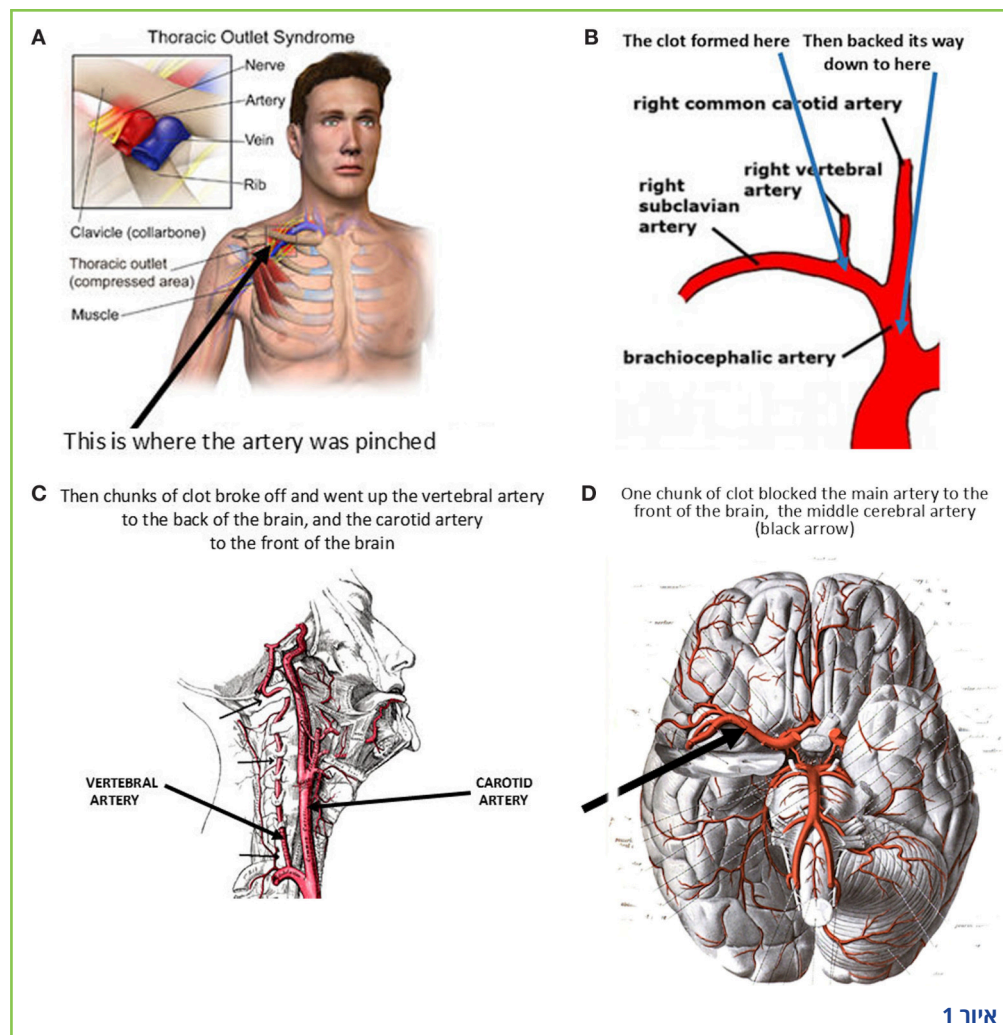 A
Thoracic Outlet Syndrome
Nerve
Artery
Vein
Rib
Clavicle (collarbone)
Thoracic outlet
(compressed area)
Muscle
This is where the artery was pinched
B
The clot formed here
Then backed its way
down to here
right common carotid artery
right vertebral
artery
right
subclavian
artery
brachiocephalic artery
C
Then chunks of clot broke off and went up the vertebral artery
to the back of the brain, and the carotid artery
to the front of the brain
VERTEBRAL
ARTERY
CAROTID
ARTERY
D
One chunk of clot blocked the main artery to the
front of the brain, the middle cerebral artery
(black arrow)
איור 1